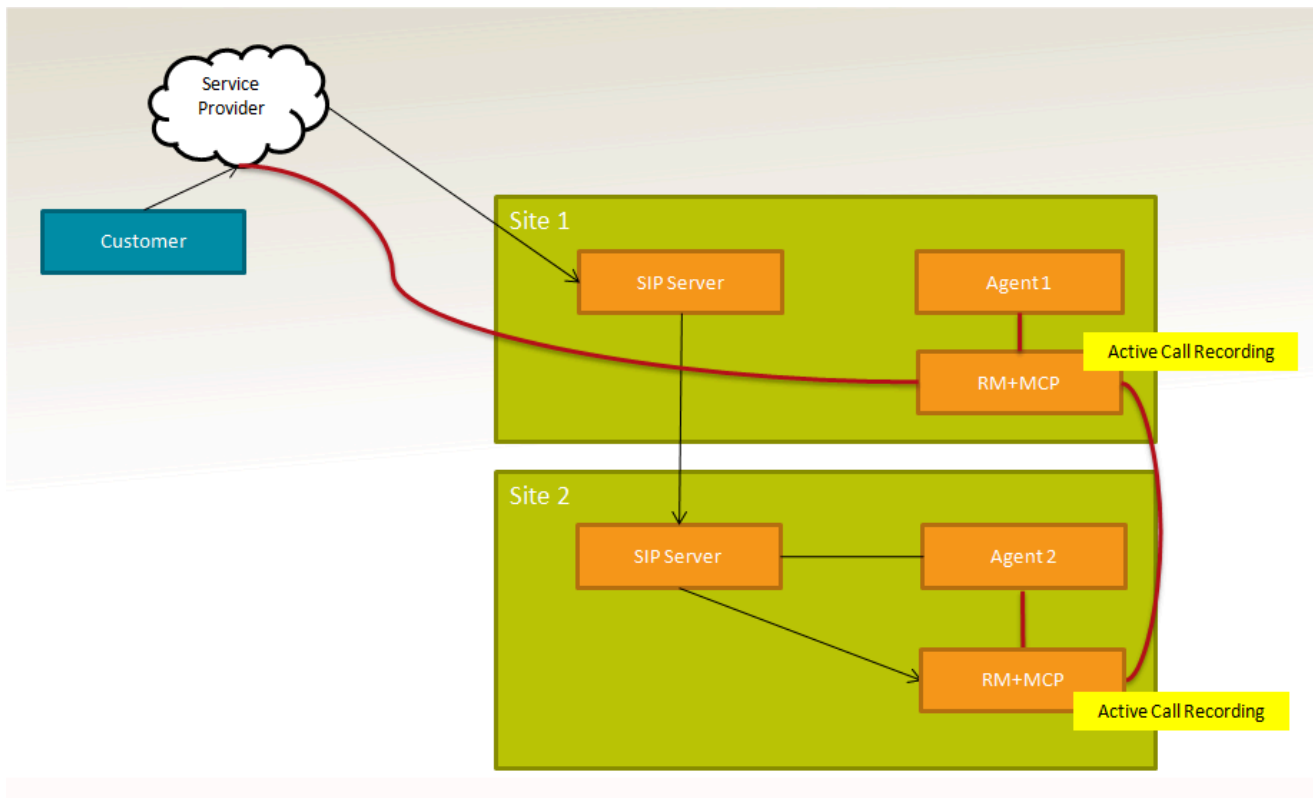 Service
Provider
Customer
Site 1
SIP Server
Agent 1
Active Call Recording
RM+MCP
Site 2
SIP Server
Agent 2
RM+MCP
Active Call Recording